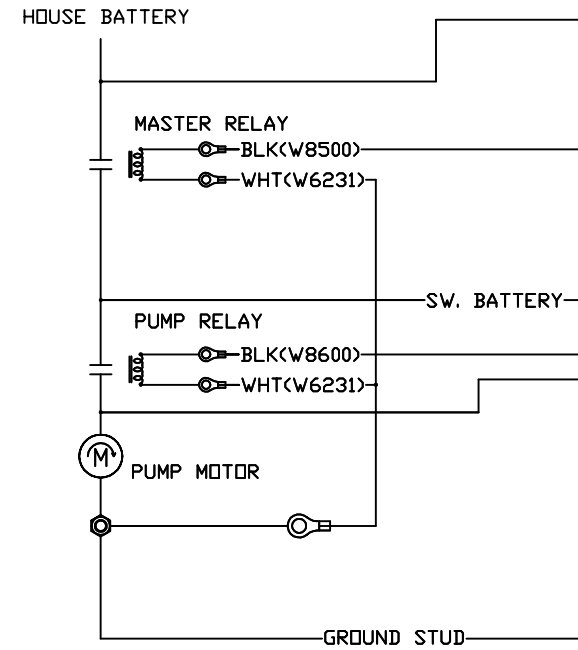 HOUSE BATTERY
MASTER RELAY
BLK(W8500)
WHT(W6231)
SW. BATTERY
PUMP RELAY
BLK(W8600)
WHT(W6231)
M
PUMP MOTOR
GROUND STUD